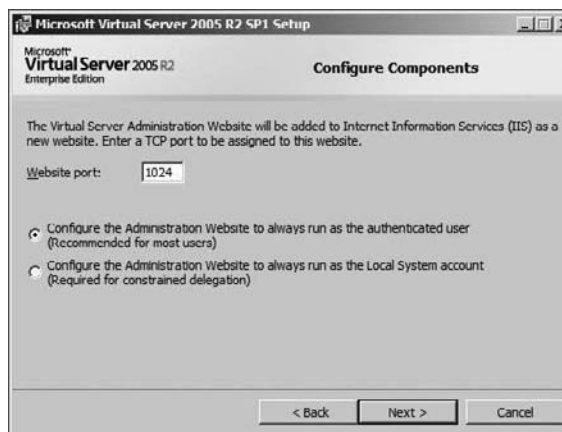 Microsoft Virtual Server 2005 R2 SP1 Setup
Microsoft®
Virtual Server 2005 R2
Enterprise Edition
Configure Components
The Virtual Server Administration Website will be added to Internet Information Services (IIS) as a
new website. Enter a TCP port to be assigned to this website.
Website port: 1024
Configure the Administration Website to always run as the authenticated user
(Recommended for most users)
Configure the Administration Website to always run as the Local System account
(Required for constrained delegation)
< Back Next > Cancel